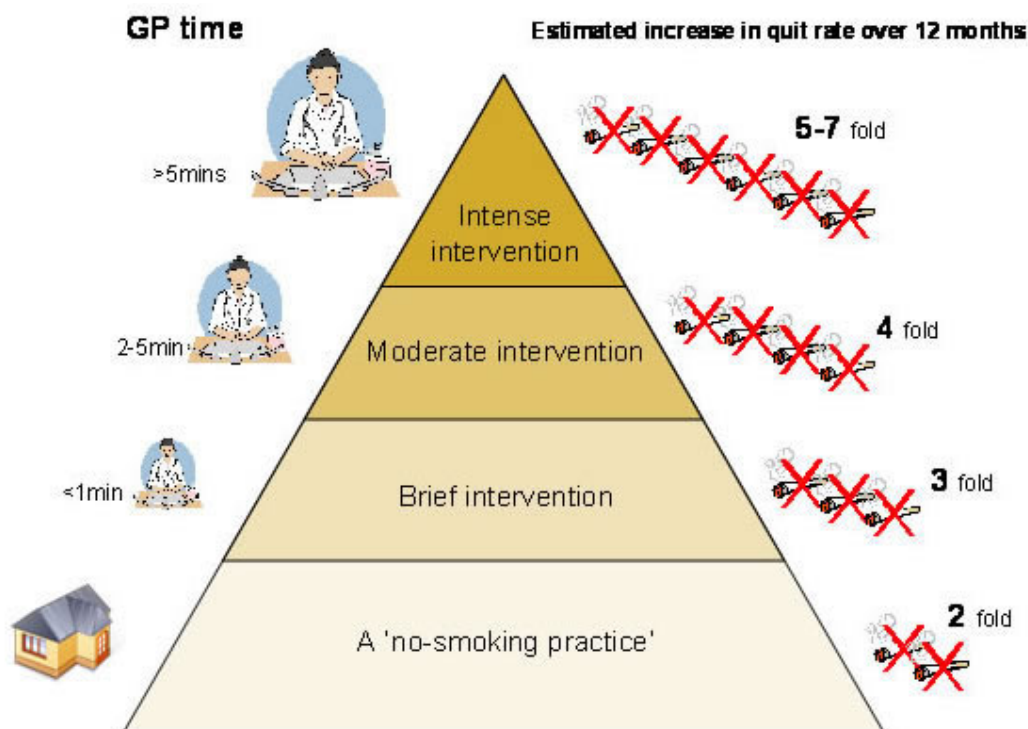 GP time
Estimated increase in quit rate over 12 months
>5mins
Intense
intervention
5-7 fold
2-5min
Moderate intervention
4 fold
<1min
Brief intervention
3 fold
A 'no-smoking practice'
2 fold